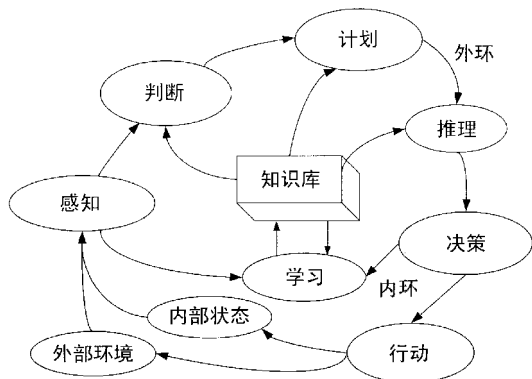 计划
外环
判断
推理
知识库
感知
决策
学习
内环
内部状态
外部环境
行动